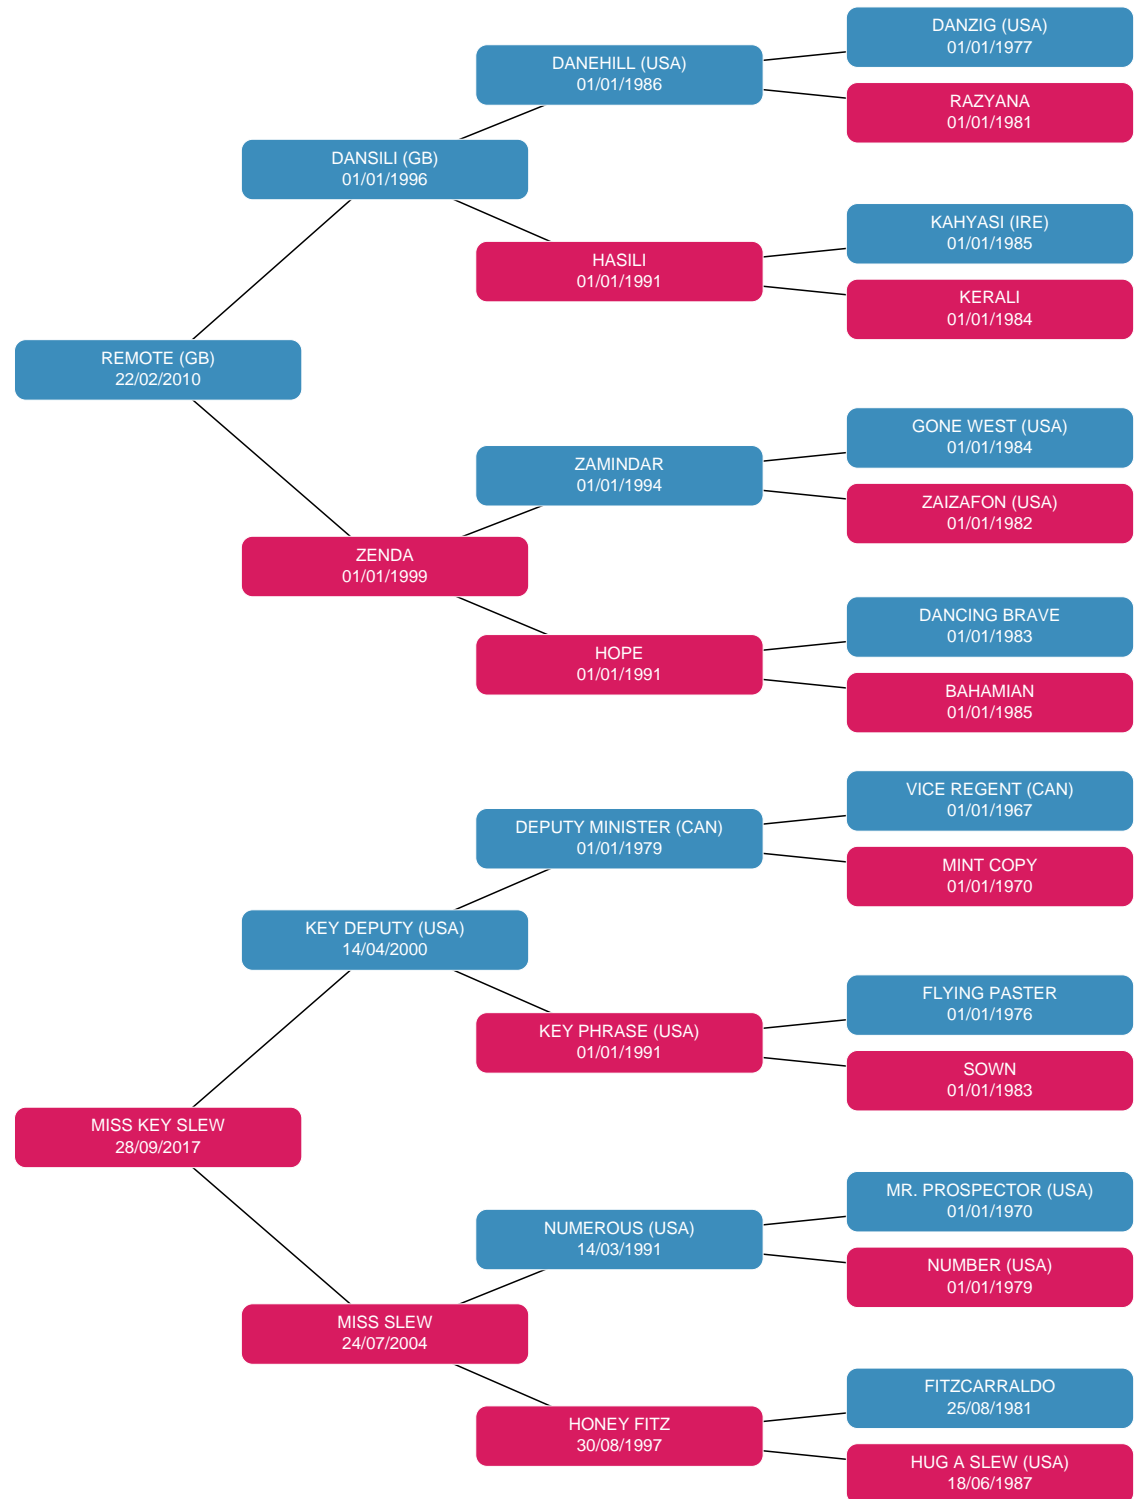 DANZIG (USA)
01/01/1977
DANEHILL (USA)
01/01/1986
RAZYANA
01/01/1981
DANSILI (GB)
01/01/1996
KAHYASI (IRE)
01/01/1985
HASILI
01/01/1991
KERALI
01/01/1984
REMOTE (GB)
22/02/2010
GONE WEST (USA)
01/01/1984
ZAMINDAR
01/01/1994
ZAIZAFON (USA)
01/01/1982
ZENDA
01/01/1999
DANCING BRAVE
01/01/1983
HOPE
01/01/1991
BAHAMIAN
01/01/1985
VICE REGENT (CAN)
01/01/1967
DEPUTY MINISTER (CAN)
01/01/1979
MINT COPY
01/01/1970
KEY DEPUTY (USA)
14/04/2000
FLYING PASTER
01/01/1976
KEY PHRASE (USA)
01/01/1991
SOWN
01/01/1983
MISS KEY SLEW
28/09/2017
MR. PROSPECTOR (USA)
01/01/1970
NUMEROUS (USA)
14/03/1991
NUMBER (USA)
01/01/1979
MISS SLEW
24/07/2004
FITZCARRALDO
25/08/1981
HONEY FITZ
30/08/1997
HUG A SLEW (USA)
18/06/1987